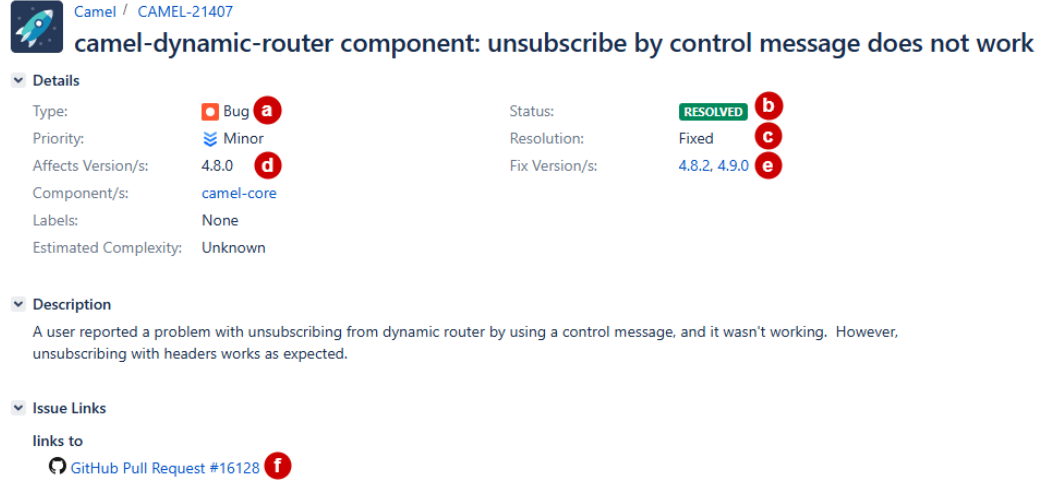 Camel / CAMEL-21407
camel-dynamic-router component: unsubscribe by control message does not work
Details
Type: Bug a Status: RESOLVED b
Priority: Minor Resolution: Fixed c
Affects Version/s: 4.8.0 d Fix Version/s: 4.8.2, 4.9.0 e
Component/s: camel-core
Labels: None
Estimated Complexity: Unknown
Description
A user reported a problem with unsubscribing from dynamic router by using a control message, and it wasn't working.  However,
unsubscribing with headers works as expected.
Issue Links
links to
GitHub Pull Request #16128 f